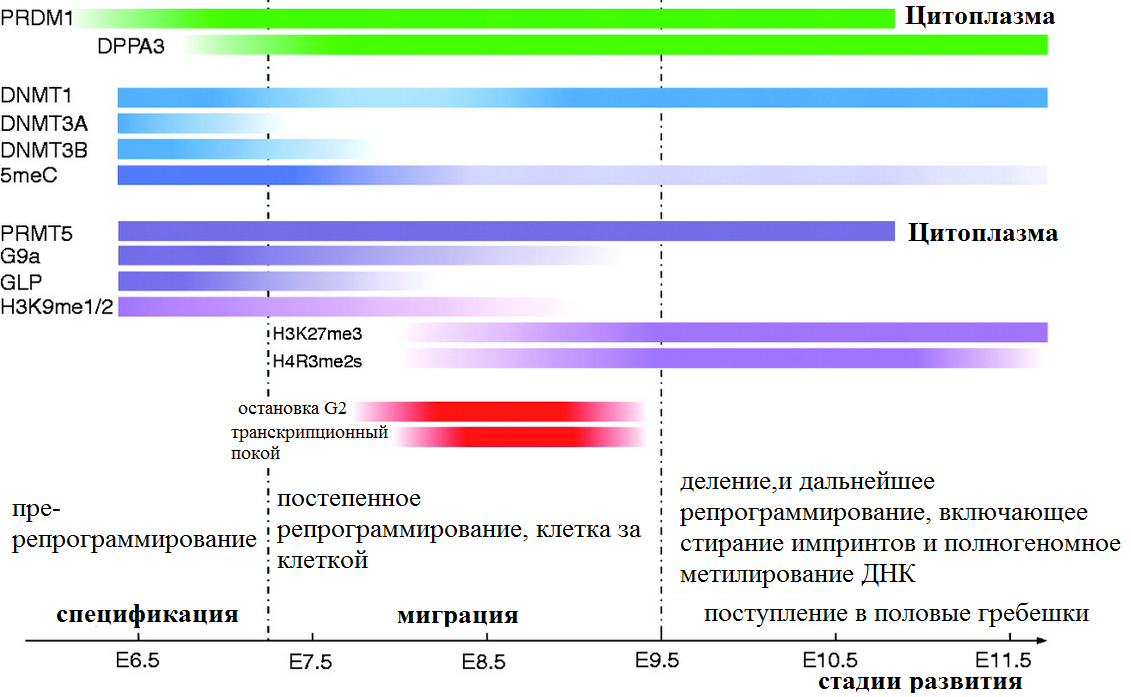 PRDM1
Цитоплазма
DPPA3
DNMT1
DNMT3A
DNMT3B
5meC
PRMT5
Цитоплазма
G9a
GLP
H3K9me1/2
H3K27me3
H4R3me2s
остановка G2
транскрипционный
покой
пре-
репрограммирование
постепенное
репрограммирование, клетка за
клеткой
деление,и дальнейшее
репрограммирование, включающее
стирание импринтов и полногеномное
метилирование ДНК
спецификация
миграция
поступление в половые гребешки
E6.5
E7.5
E8.5
E9.5
E10.5
E11.5
стадии развития